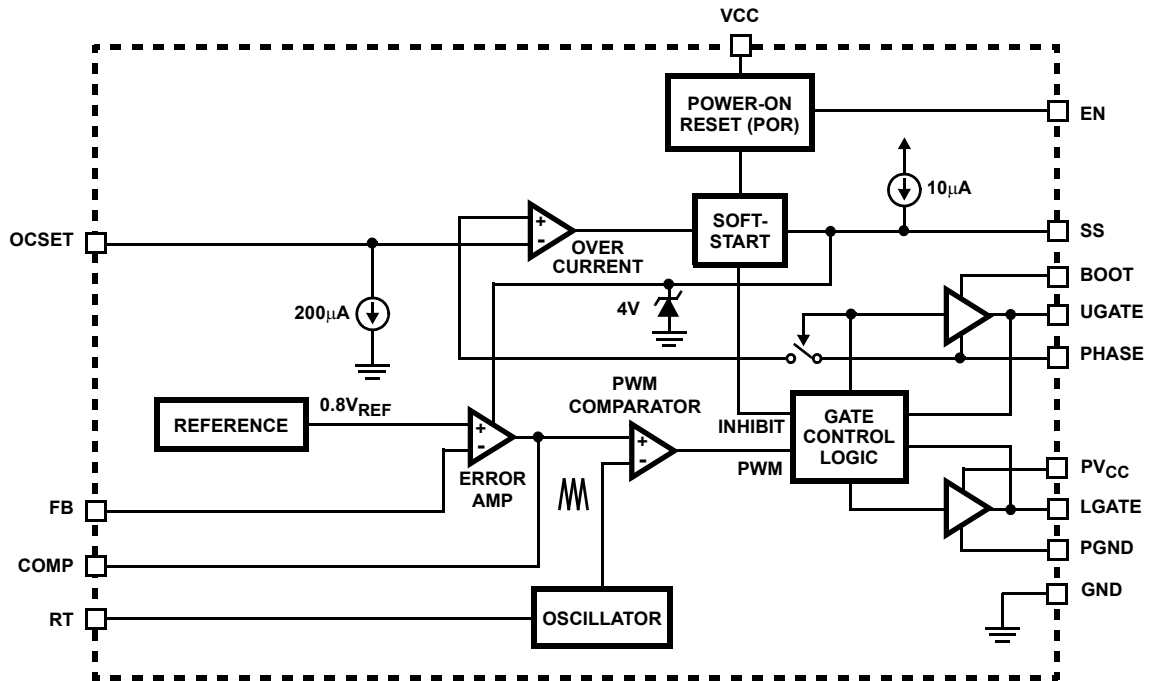 VCC
POWER-ON
RESET (POR)
EN
10µA
OCSET
+
-
OVER
CURRENT
SOFT-
START
SS
BOOT
200µA
4V
UGATE
PHASE
REFERENCE
0.8VREF
+
-
ERROR
AMP
PWM
COMPARATOR
+
-
INHIBIT
PWM
GATE
CONTROL
LOGIC
PVCC
FB
LGATE
COMP
PGND
GND
RT
OSCILLATOR